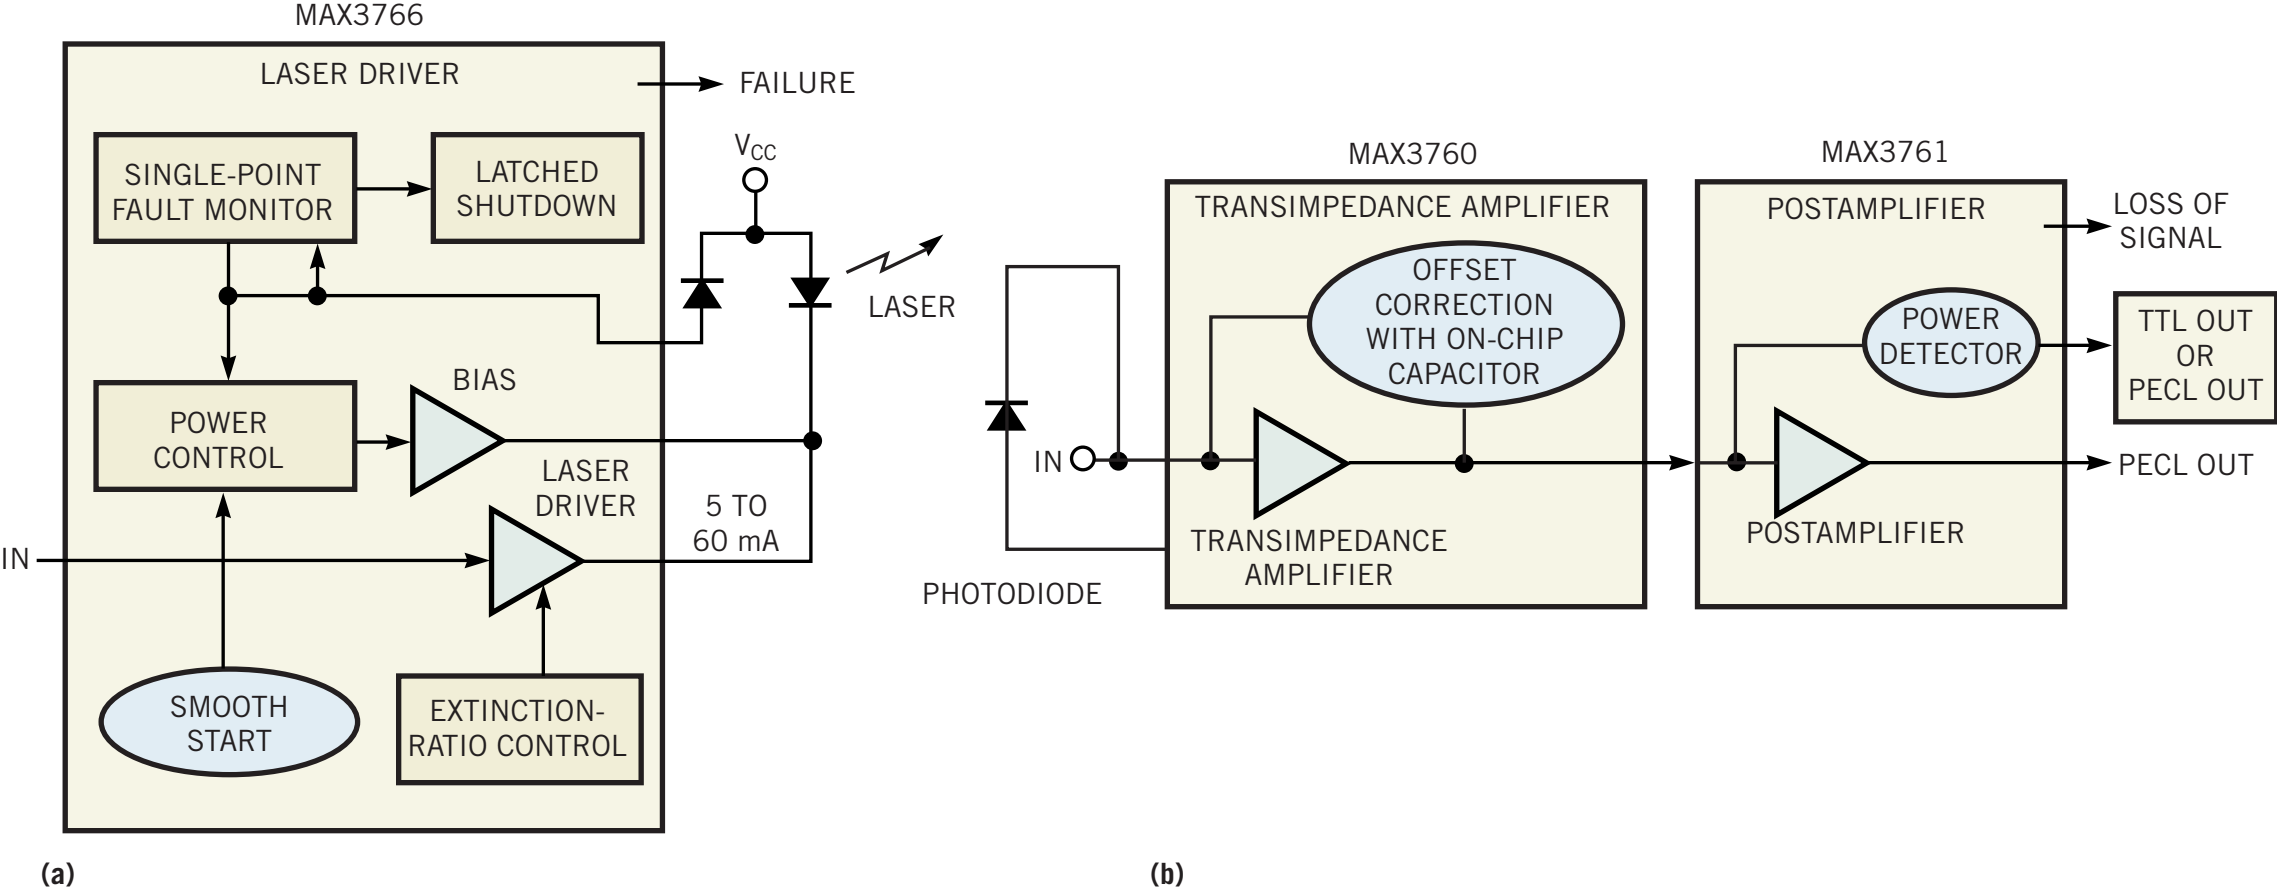 MAX3766
LASER DRIVER
FAILURE
SINGLE-POINT
FAULT MONITOR
LATCHED
SHUTDOWN
VCC
LASER
POWER
CONTROL
BIAS
LASER
DRIVER
5 TO
60 mA
IN
SMOOTH
START
EXTINCTION-
RATIO CONTROL
(a)
MAX3760
TRANSIMPEDANCE AMPLIFIER
OFFSET
CORRECTION
WITH ON-CHIP
CAPACITOR
IN
TRANSIMPEDANCE
AMPLIFIER
PHOTODIODE
MAX3761
POSTAMPLIFIER
LOSS OF
SIGNAL
POWER
DETECTOR
TTL OUT
OR
PECL OUT
PECL OUT
POSTAMPLIFIER
(b)